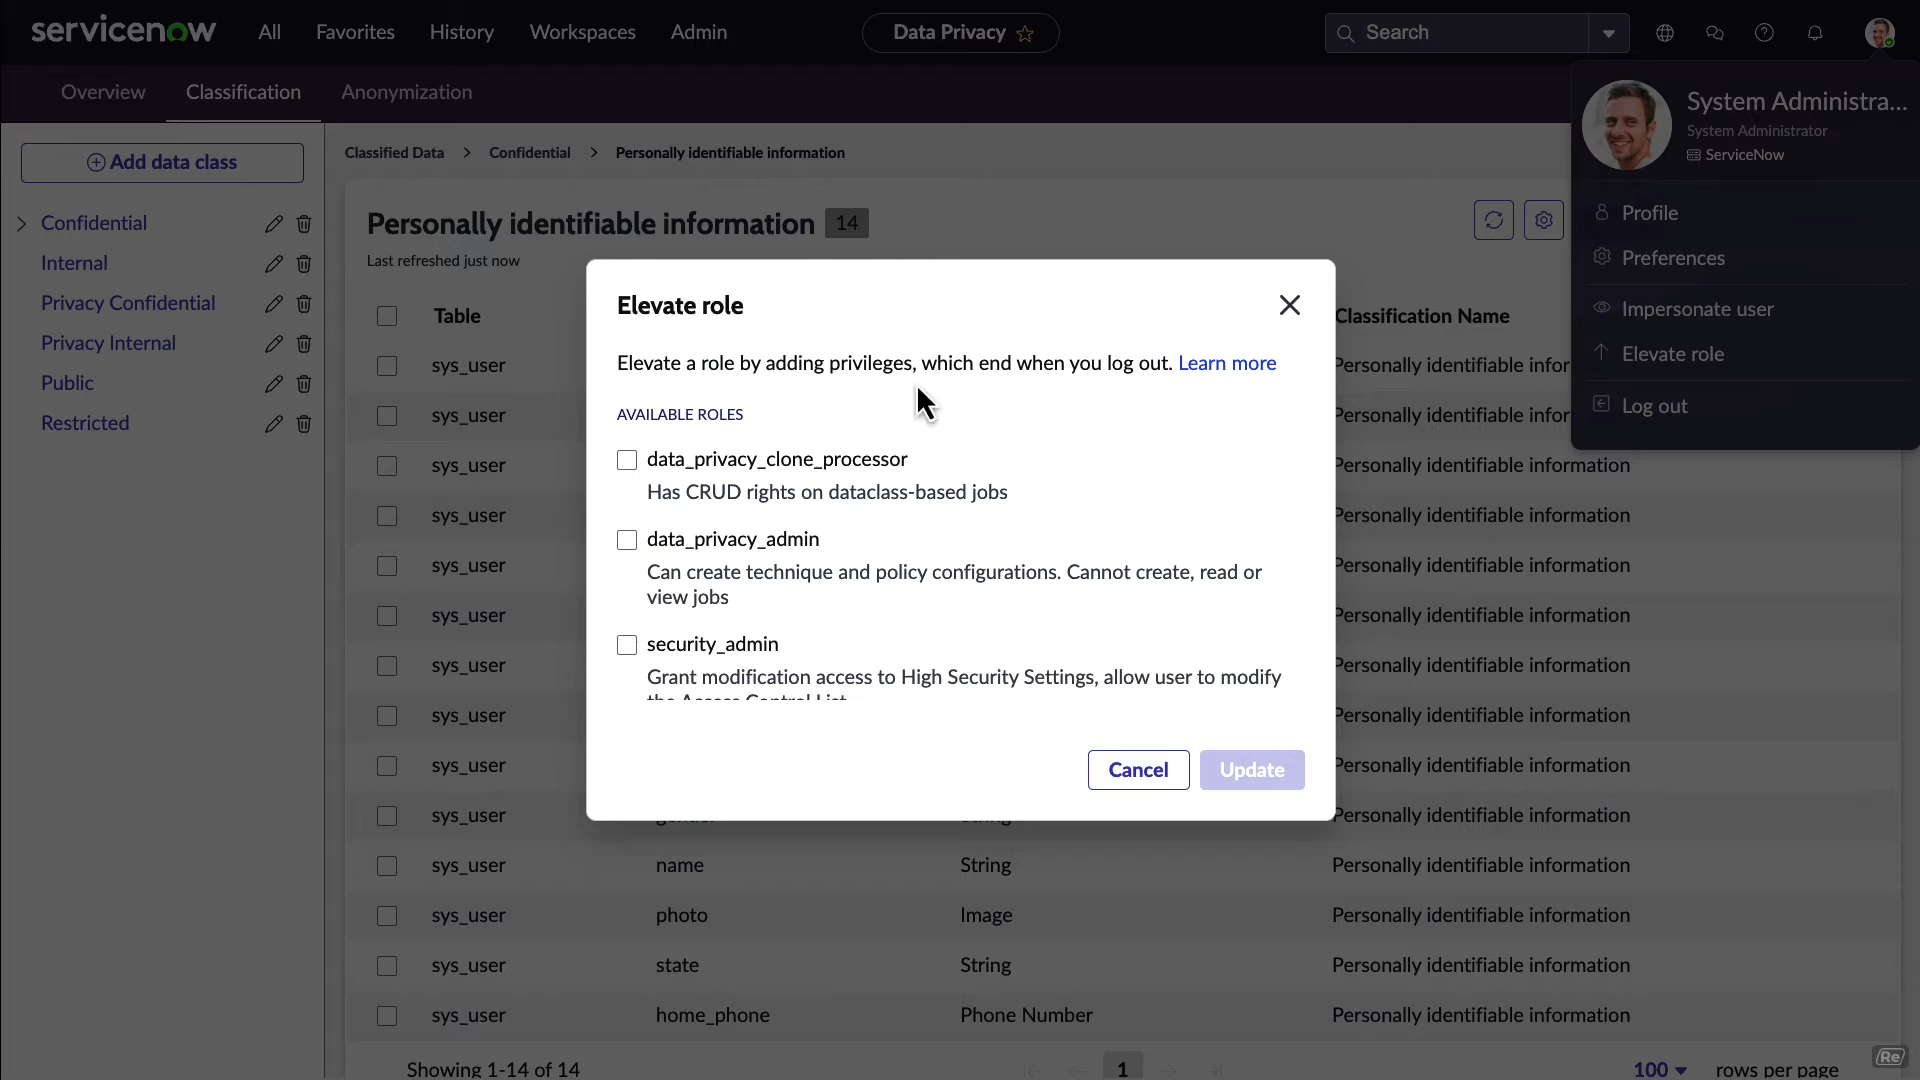 servicenow
All
Favorites
History
Workspaces
Admin
Data Privacy
Search
Overview
Classification
Anonymization
System Administra...
System Administrator
ServiceNow
Profile
Preferences
Impersonate user
Elevate role
Log out
Add data class
Confidential
Internal
Privacy Confidential
Privacy Internal
Public
Restricted
Classified Data > Confidential > Personally identifiable information
Personally identifiable information 14
Last refreshed just now
Elevate role
Elevate a role by adding privileges, which end when you log out. Learn more
AVAILABLE ROLES
data_privacy_clone_processor
Has CRUD rights on dataclass-based jobs
data_privacy_admin
Can create technique and policy configurations. Cannot create, read or
view jobs
security_admin
Grant modification access to High Security Settings, allow user to modify
the Access Control List
Cancel
Update
Table
Classification Name
sys_user Personally identifiable infor
sys_user Personally identifiable infor
sys_user Personally identifiable information
sys_user Personally identifiable information
sys_user Personally identifiable information
sys_user Personally identifiable information
sys_user Personally identifiable information
sys_user Personally identifiable information
sys_user Personally identifiable information
sys_user gender String Personally identifiable information
sys_user name String Personally identifiable information
sys_user photo Image Personally identifiable information
sys_user state String Personally identifiable information
sys_user home_phone Phone Number Personally identifiable information
Showing 1-14 of 14
1
100 rows per page
Re